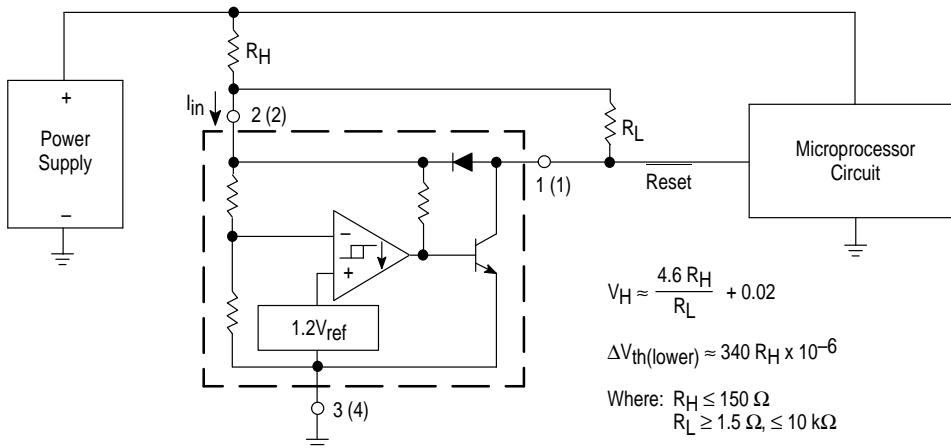 R_H
I_in
2 (2)
+
Power
Supply
–
R_L
Microprocessor
Circuit
1 (1)
Reset
–
+
1.2V_ref
3 (4)
V_H ≈ 4.6 R_H / R_L + 0.02
ΔV_th(lower) ≈ 340 R_H x 10^–6
Where: R_H ≤ 150 Ω
R_L ≥ 1.5 Ω, ≤ 10 kΩ